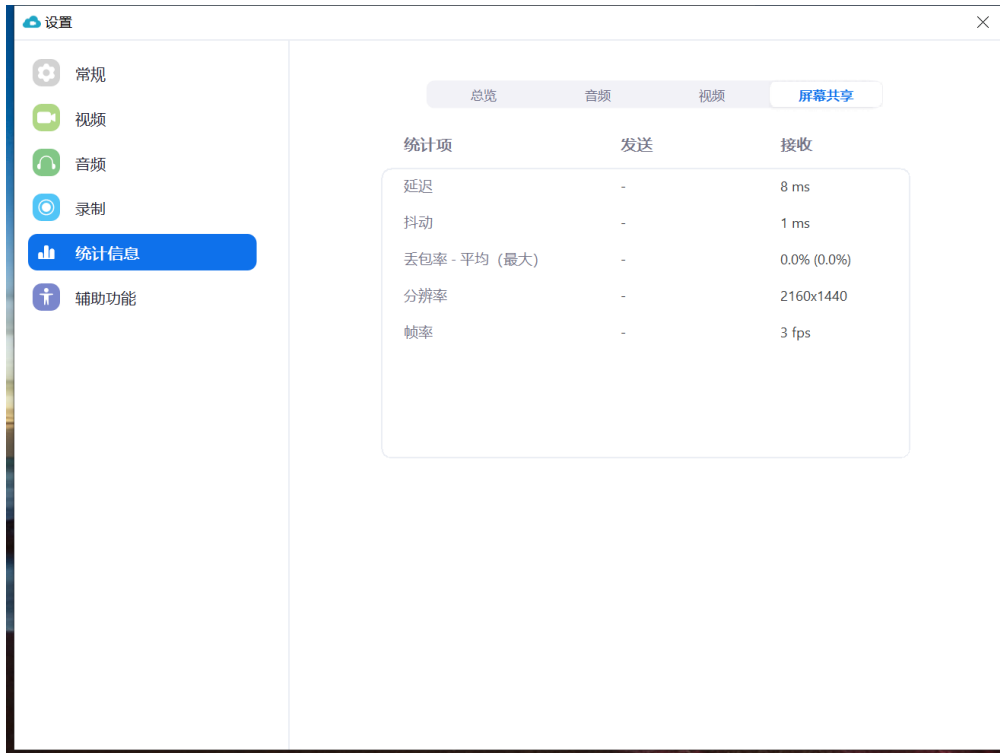 设置
常规
视频
音频
录制
统计信息
辅助功能
总览 音频 视频 屏幕共享
统计项 发送 接收
延迟 - 8 ms
抖动 - 1 ms
丢包率 - 平均（最大） - 0.0% (0.0%)
分辨率 - 2160x1440
帧率 - 3 fps